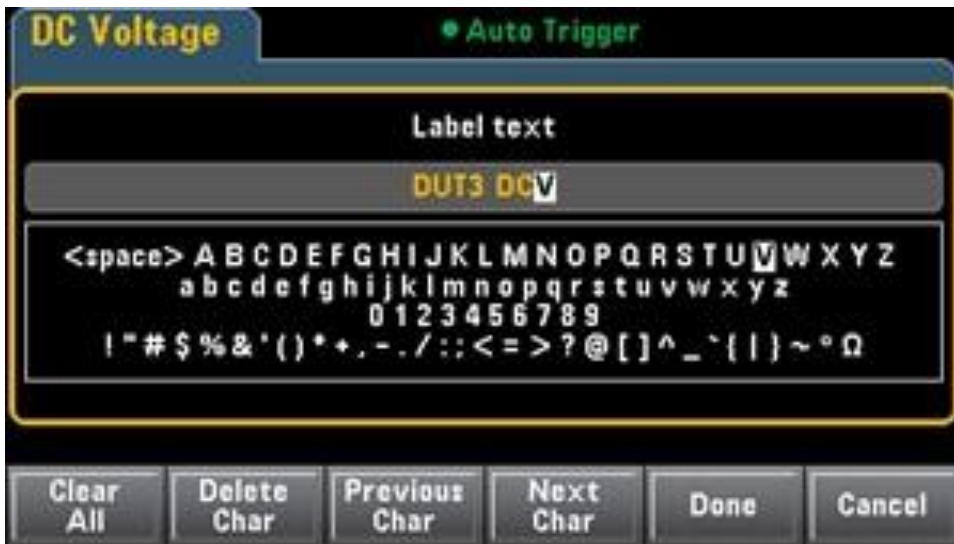 DC Voltage
Auto Trigger
Label text
DUT3 DCV
<space> A B C D E F G H I J K L M N O P Q R S T U V W X Y Z
a b c d e f g h i j k l m n o p q r s t u v w x y z
0 1 2 3 4 5 6 7 8 9
! " # $ % & ' ( ) * + , - . / : ; < = > ? @ [ ] ^ _ ` { | } ~ ° Ω
Clear All
Delete Char
Previous Char
Next Char
Done
Cancel